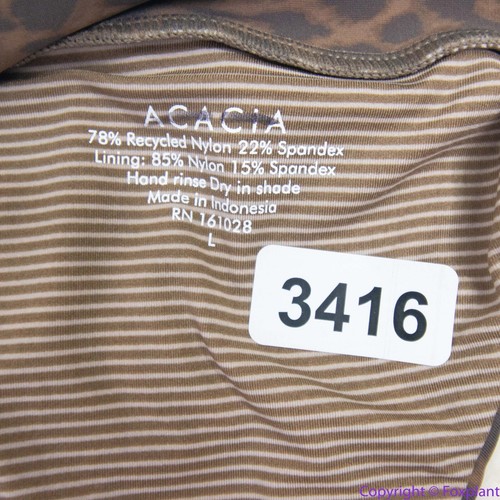 ACACIA
78% Recycled Nylon 22% Spandex
Lining: 85% Nylon 15% Spandex
Hand rinse Dry in shade
Made in Indonesia
RN 161028
L
3416
Copyright © Foxplant